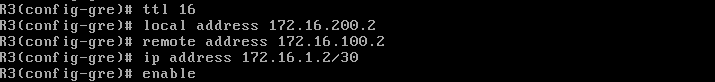 R3(config-gre)# ttl 16
R3(config-gre)# local address 172.16.200.2
R3(config-gre)# remote address 172.16.100.2
R3(config-gre)# ip address 172.16.1.2/30
R3(config-gre)# enable